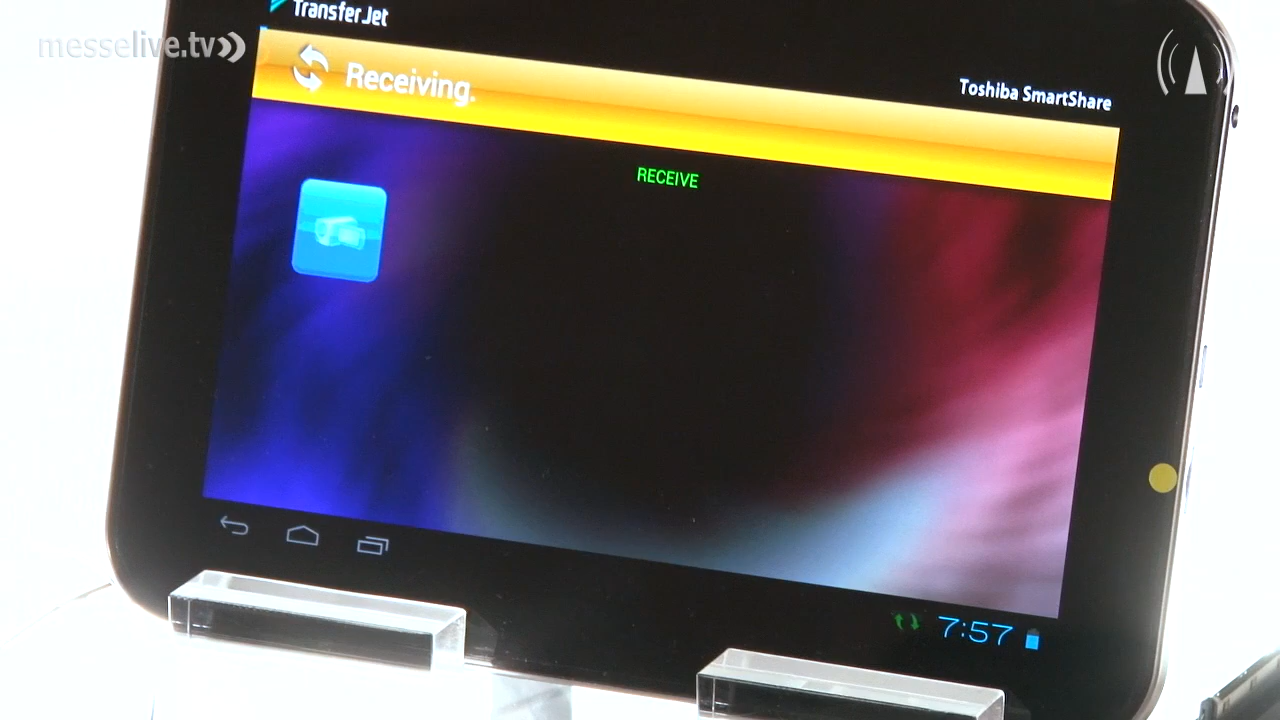 TransferJet
messelive.tv
Receiving.
Toshiba SmartShare
RECEIVE
7:57